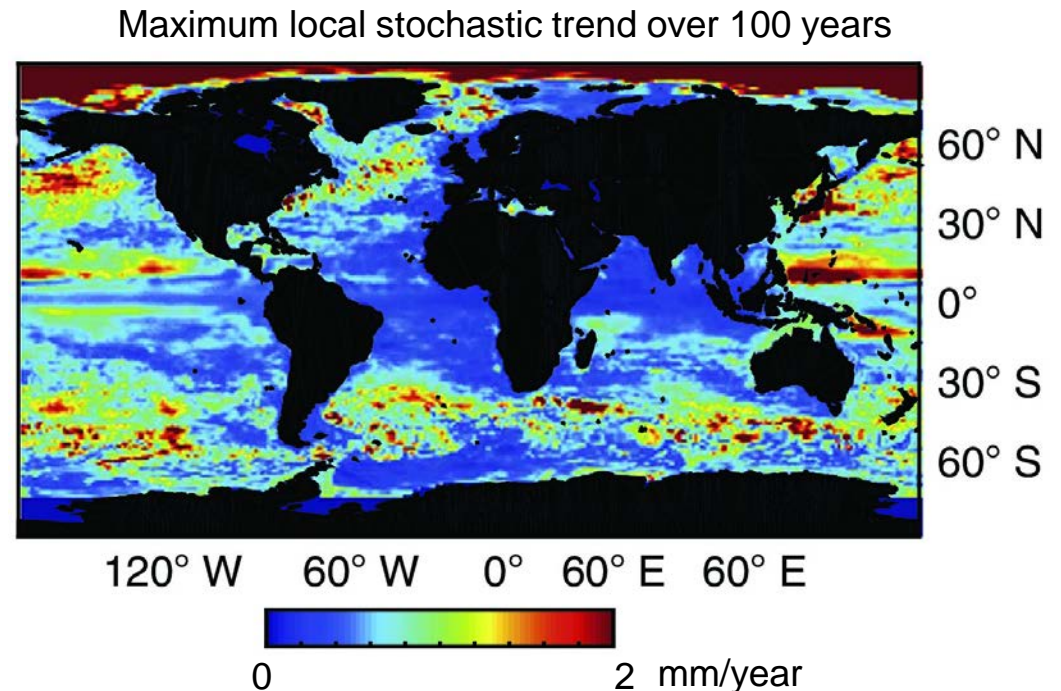 Maximum local stochastic trend over 100 years
60° N
30° N
0°
30° S
60° S
120° W 60° W 0° 60° E 60° E
0 2 mm/year